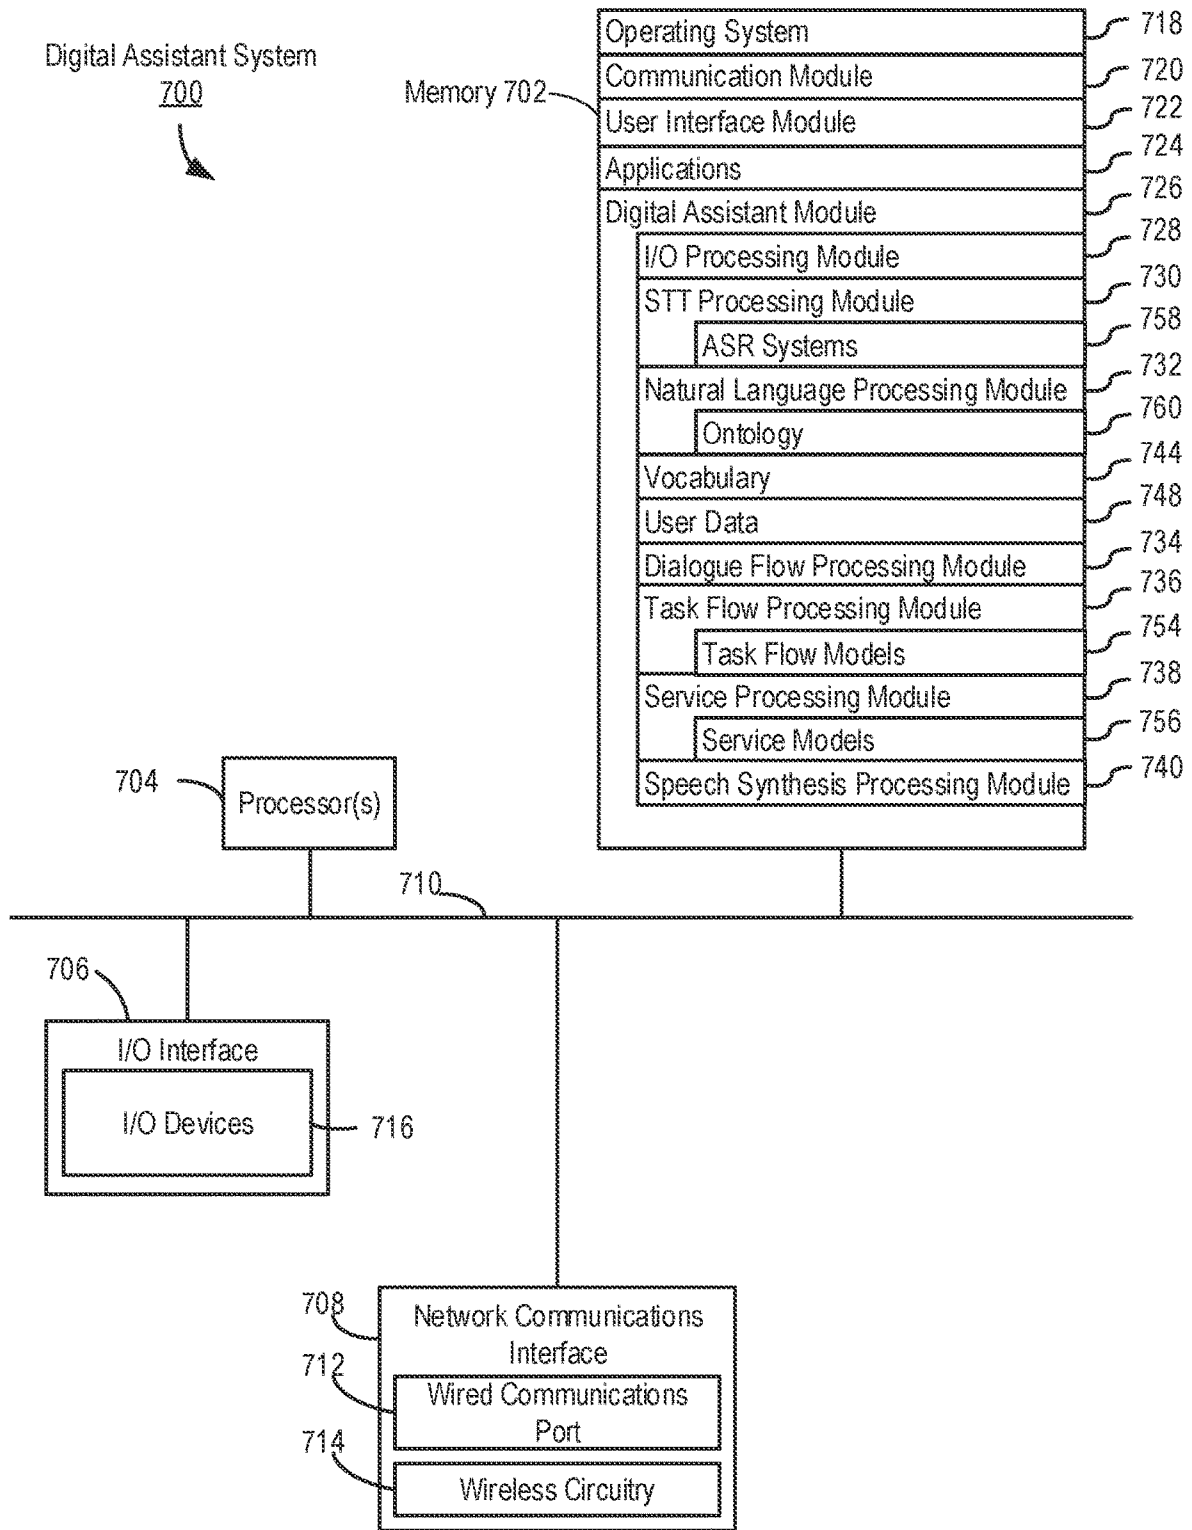 Digital Assistant System
700
Memory 702
Operating System
718
Communication Module
720
User Interface Module
722
Applications
724
Digital Assistant Module
726
I/O Processing Module
728
STT Processing Module
730
ASR Systems
758
Natural Language Processing Module
732
Ontology
760
Vocabulary
744
User Data
748
Dialogue Flow Processing Module
734
Task Flow Processing Module
736
Task Flow Models
754
Service Processing Module
738
Service Models
756
Speech Synthesis Processing Module
740
704
Processor(s)
710
706
I/O Interface
I/O Devices
716
708
Network Communications
Interface
712
Wired Communications
Port
714
Wireless Circuitry